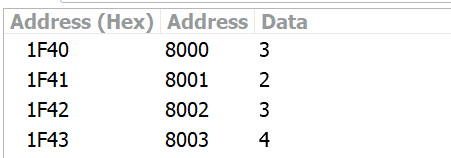 Address (Hex) Address Data
1F40 8000 3
1F41 8001 2
1F42 8002 3
1F43 8003 4